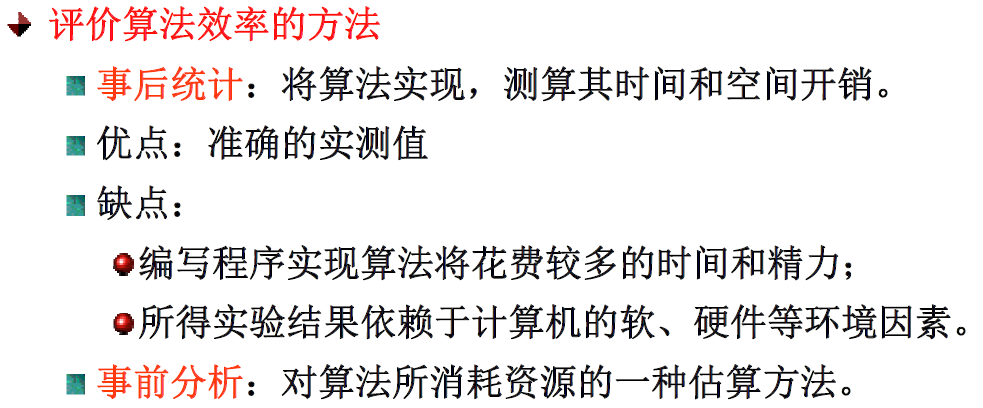 评价算法效率的方法
事后统计：将算法实现，测算其时间和空间开销。
优点：准确的实测值
缺点：
编写程序实现算法将花费较多的时间和精力；
所得实验结果依赖于计算机的软、硬件等环境因素。
事前分析：对算法所消耗资源的一种估算方法。